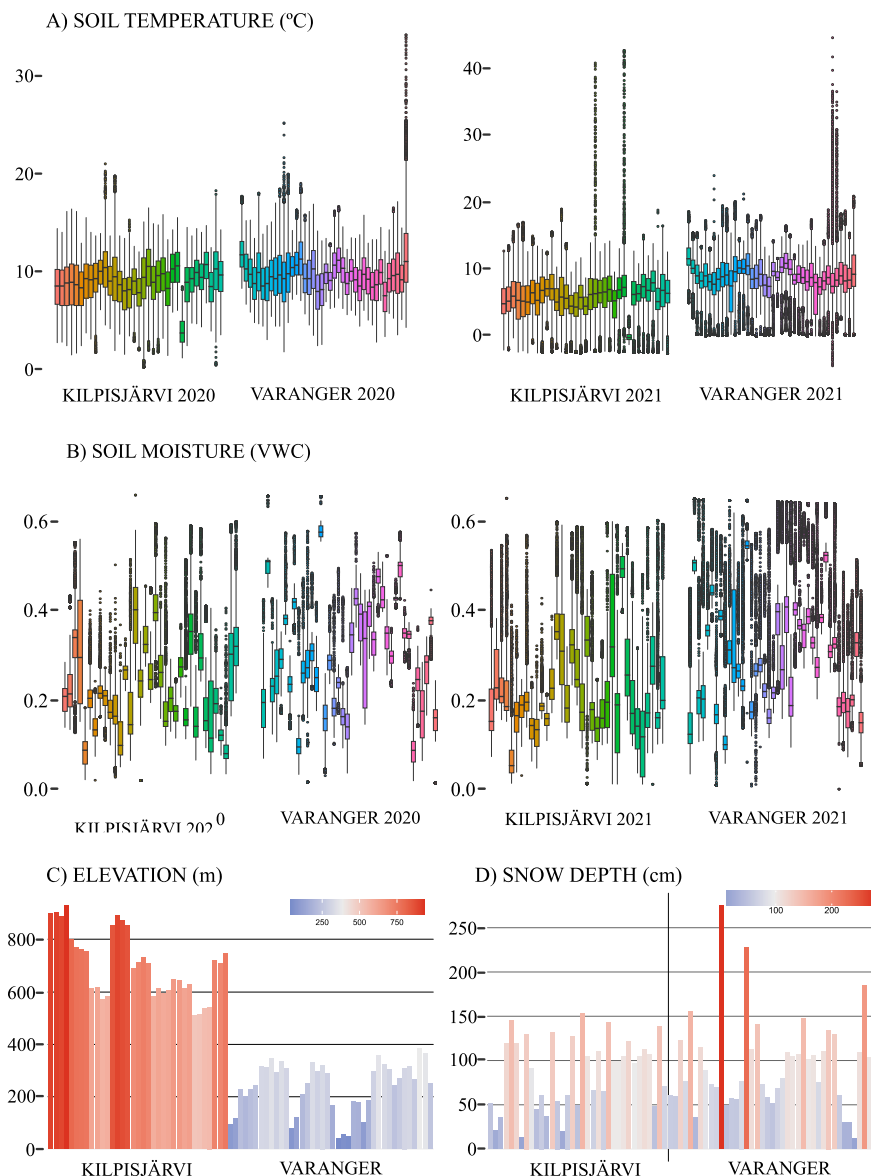 A) SOIL TEMPERATURE (ºC)
30
20
10
0
40
30
20
10
0
KILPISJÄRVI 2020
VARANGER 2020
KILPISJÄRVI 2021
VARANGER 2021
B) SOIL MOISTURE (VWC)
0.6
0.4
0.2
0.0
0.6
0.4
0.2
0.0
KILPISJÄRVI 2020
VARANGER 2020
KILPISJÄRVI 2021
VARANGER 2021
C) ELEVATION (m)
250 500 750
800
600
400
200
0
KILPISJÄRVI
VARANGER
D) SNOW DEPTH (cm)
100 200
250
200
150
100
50
0
KILPISJÄRVI
VARANGER